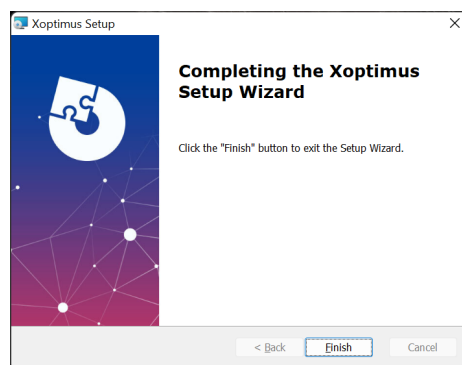 Xoptimus Setup
Completing the Xoptimus
Setup Wizard
Click the "Finish" button to exit the Setup Wizard.
< Back
Finish
Cancel